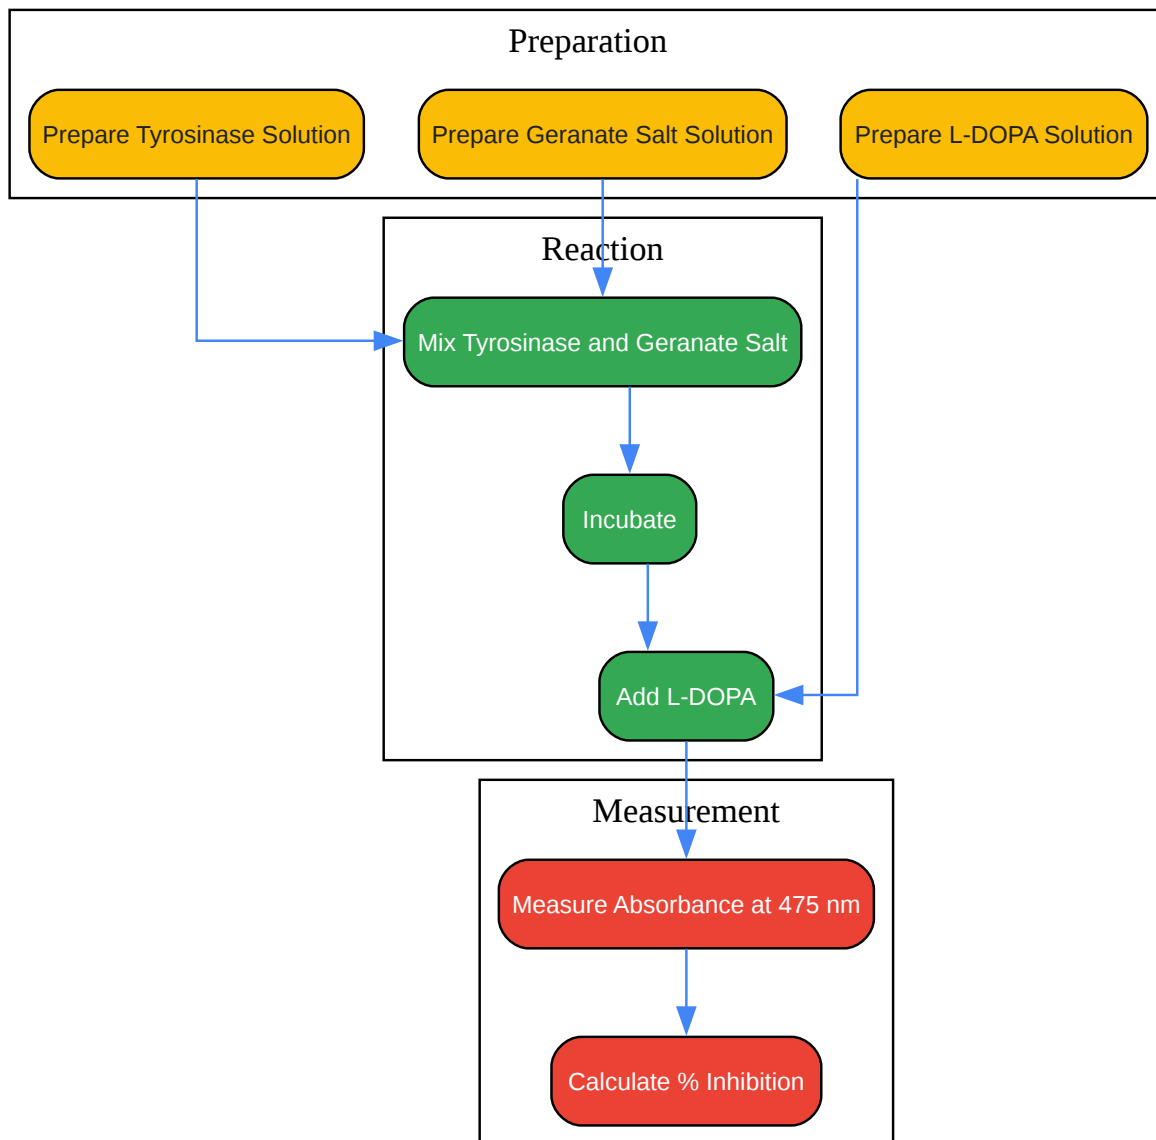 Preparation
Prepare Tyrosinase Solution
Prepare Geranate Salt Solution
Prepare L-DOPA Solution
Reaction
Mix Tyrosinase and Geranate Salt
Incubate
Add L-DOPA
Measurement
Measure Absorbance at 475 nm
Calculate % Inhibition